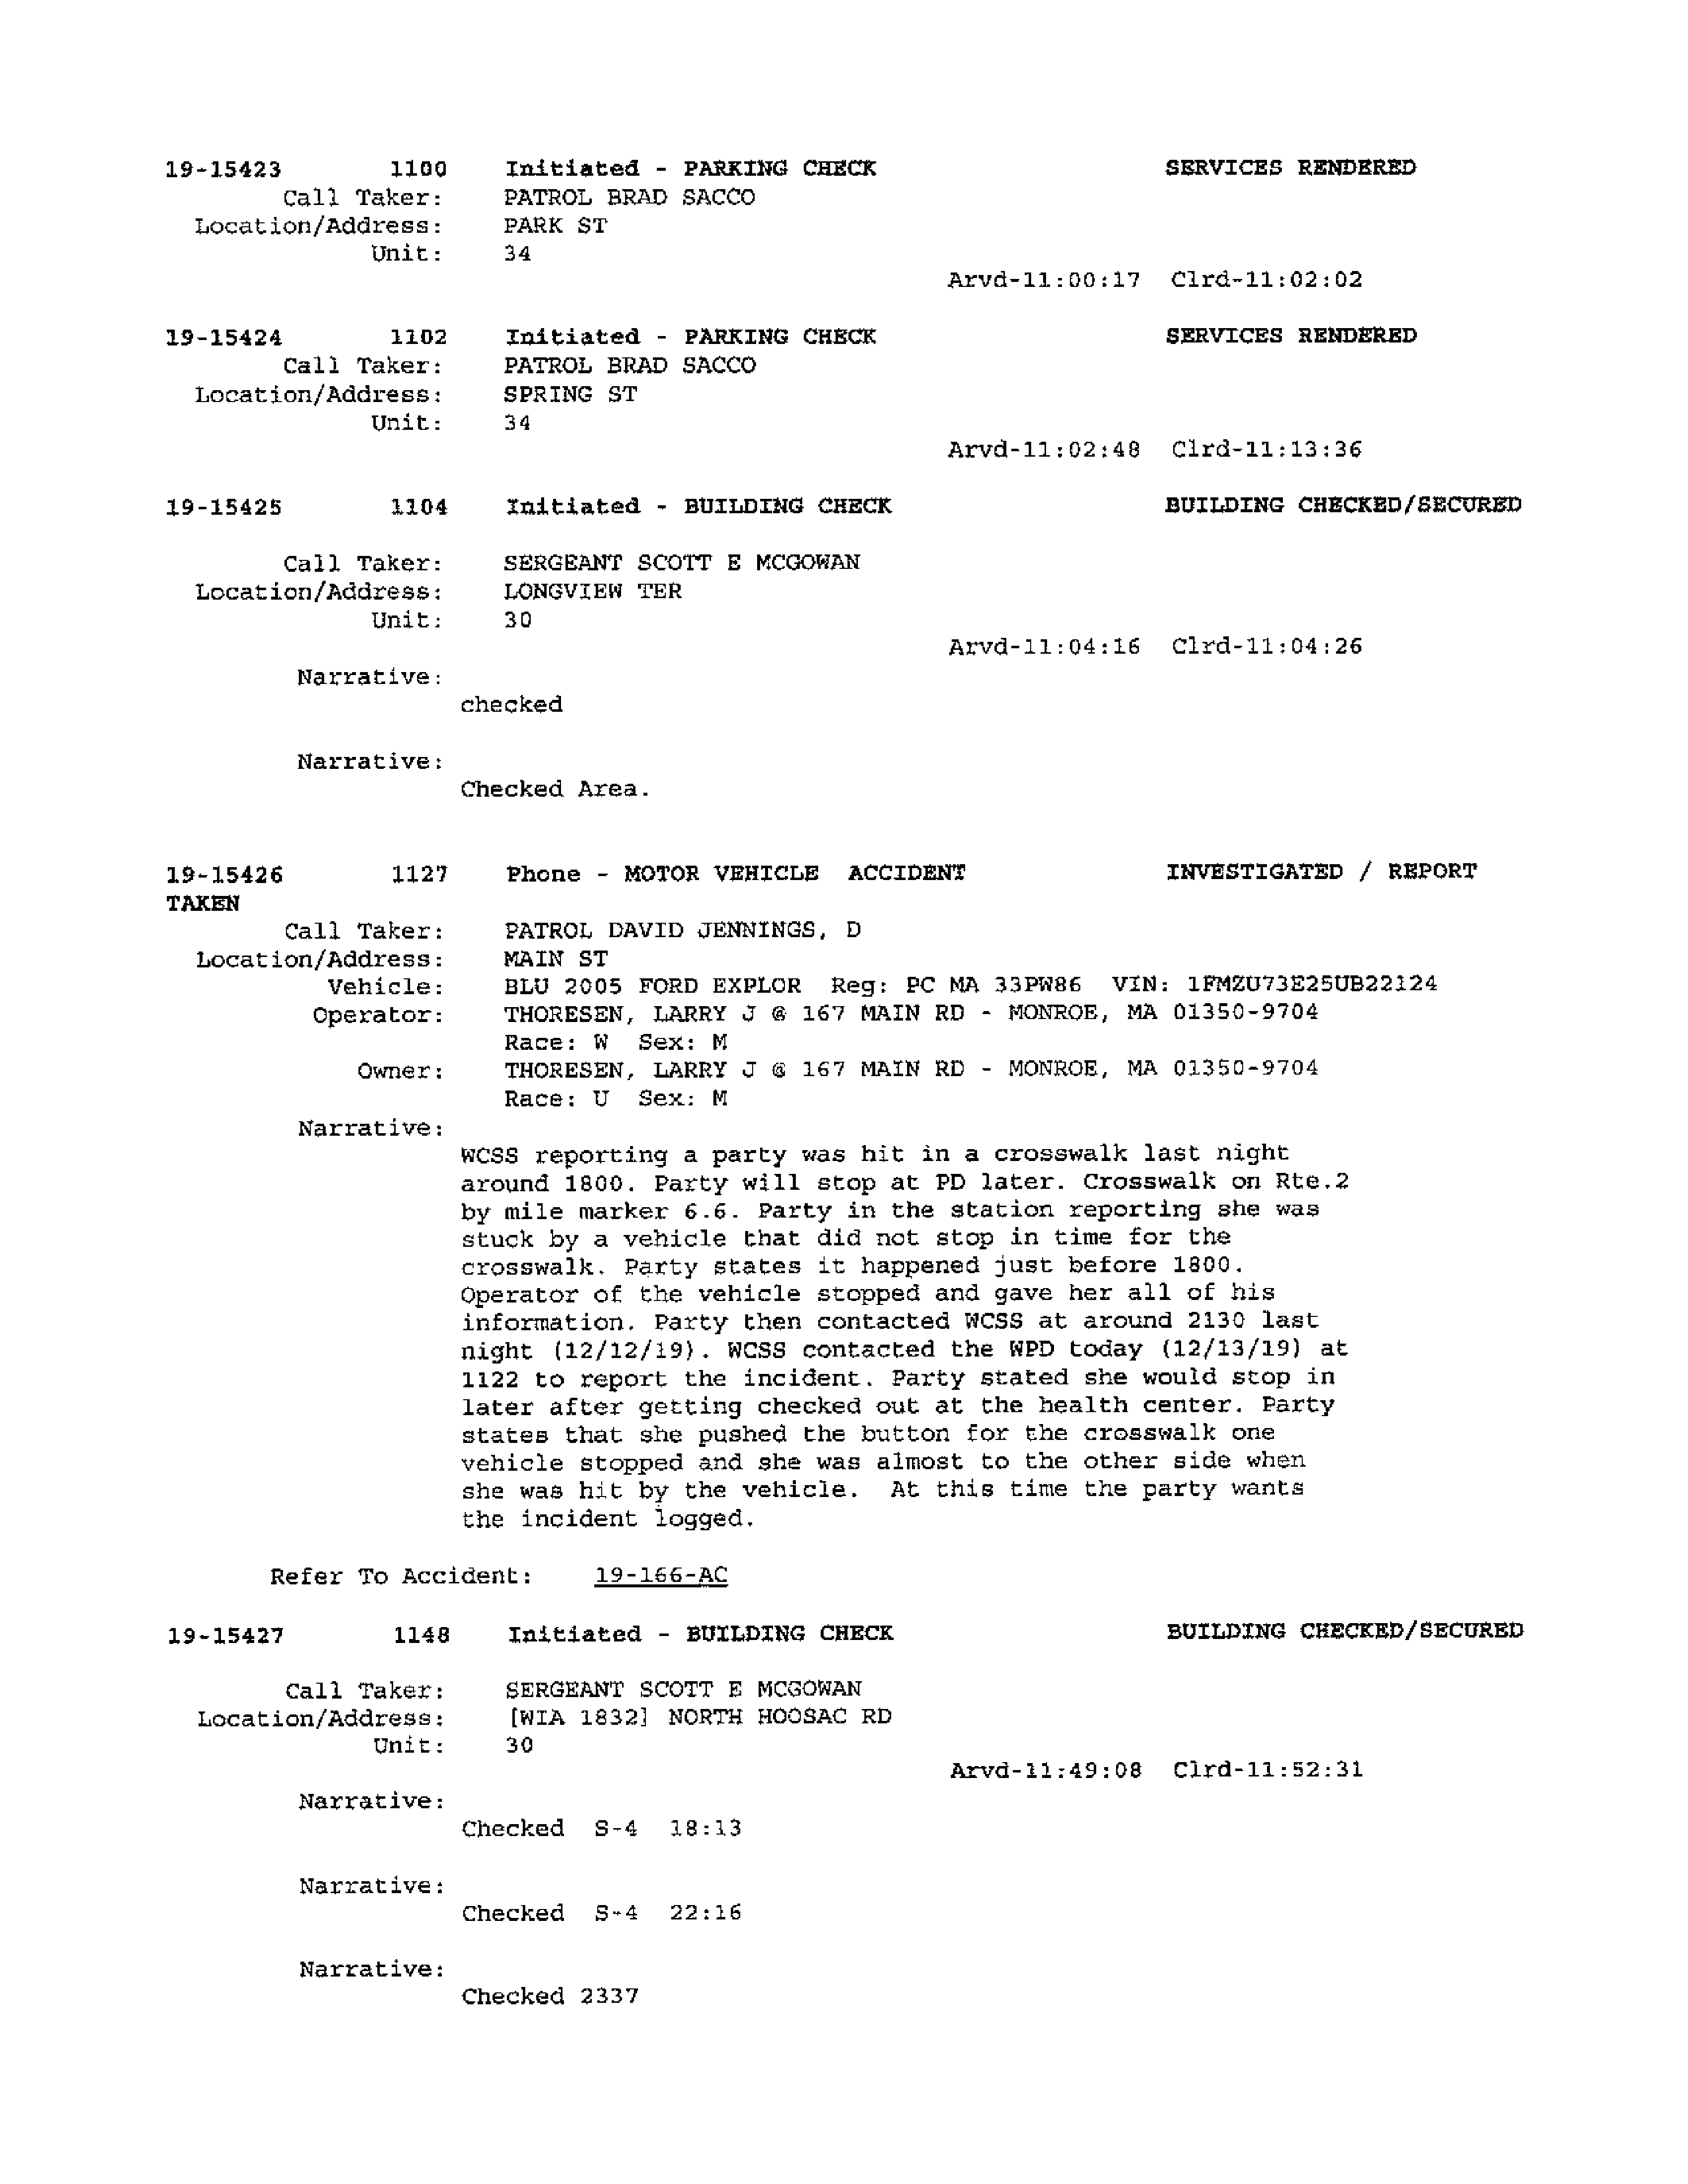 19-15423 1100 Initiated - PARKING CHECK SERVICES RENDERED
Call Taker: PATROL BRAD SACCO
Location/Address: PARK ST
Unit: 34
Arvd-11:00:17 Clrd-11:02:02
19-15424 1102 Initiated - PARKING CHECK SERVICES RENDERED
Call Taker: PATROL BRAD SACCO
Location/Address: SPRING ST
Unit: 34
Arvd-11:02:48 Clrd-11:13:36
19-15425 1104 Initiated - BUILDING CHECK BUILDING CHECKED/SECURED
Call Taker: SERGEANT SCOTT E MCGOWAN
Location/Address: LONGVIEW TER
Unit: 30
Arvd-11:04:16 Clrd-11:04:26
Narrative:
checked
Narrative:
Checked Area.
19-15426 1127 Phone - MOTOR VEHICLE ACCIDENT INVESTIGATED / REPORT
TAKEN
Call Taker: PATROL DAVID JENNINGS, D
Location/Address: MAIN ST
Vehicle: BLU 2005 FORD EXPLOR Reg: PC MA 33PW86 VIN: 1FMZU73E25UB22124
Operator: THORESEN, LARRY J @ 167 MAIN RD - MONROE, MA 01350-9704
Race: W Sex: M
Owner: THORESEN, LARRY J @ 167 MAIN RD - MONROE, MA 01350-9704
Race: U Sex: M
Narrative:
WCSS reporting a party was hit in a crosswalk last night
around 1800. Party will stop at PD later. Crosswalk on Rte.2
by mile marker 6.6. Party in the station reporting she was
stuck by a vehicle that did not stop in time for the
crosswalk. Party states it happened just before 1800.
Operator of the vehicle stopped and gave her all of his
information. Party then contacted WCSS at around 2130 last
night (12/12/19). WCSS contacted the WPD today (12/13/19) at
1122 to report the incident. Party stated she would stop in
later after getting checked out at the health center. Party
states that she pushed the button for the crosswalk one
vehicle stopped and she was almost to the other side when
she was hit by the vehicle. At this time the party wants
the incident logged.
Refer To Accident: 19-166-AC
19-15427 1148 Initiated - BUILDING CHECK BUILDING CHECKED/SECURED
Call Taker: SERGEANT SCOTT E MCGOWAN
Location/Address: [WIA 1832] NORTH HOOSAC RD
Unit: 30
Arvd-11:49:08 Clrd-11:52:31
Narrative:
Checked S-4 18:13
Narrative:
Checked S-4 22:16
Narrative:
Checked 2337